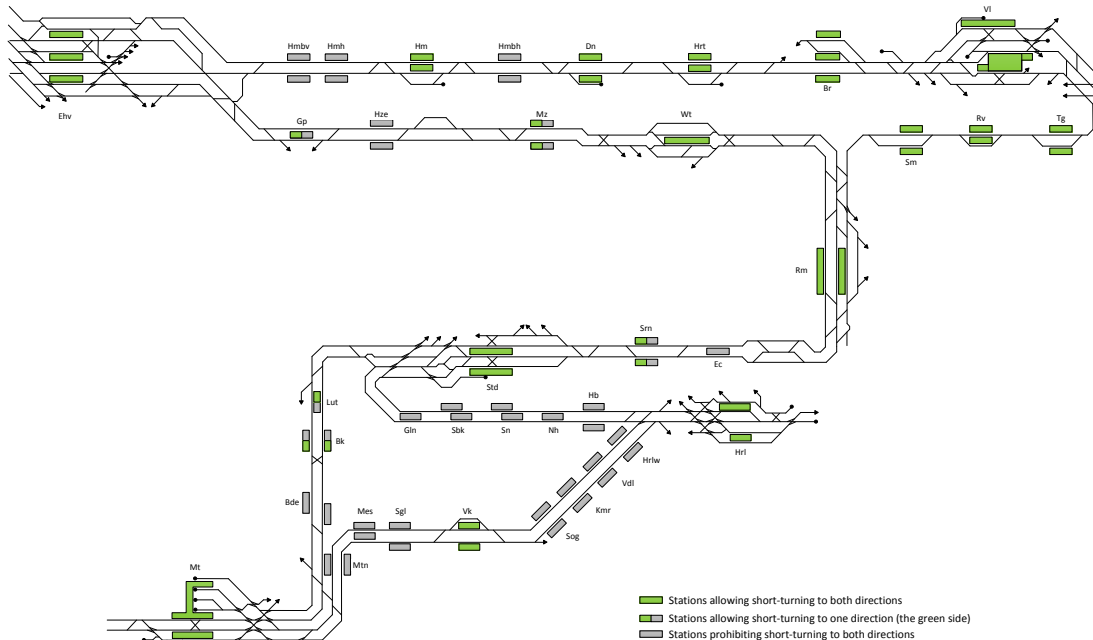 Vl
Hmbv Hmh Hm Hmbh Dn Hrt
Br
Ehv
Gp Hze Mz Wt
Rv Tg
Sm
Rm
Srn
Ec
Std
Lut
Hb
Gln Sbk Sn Nh
Hrl
Bk
Hrlw
Vdl
Bde
Kmr
Mes Sgl Vk
Sog
Mtn
Mt
Stations allowing short-turning to both directions
Stations allowing short-turning to one direction (the green side)
Stations prohibiting short-turning to both directions